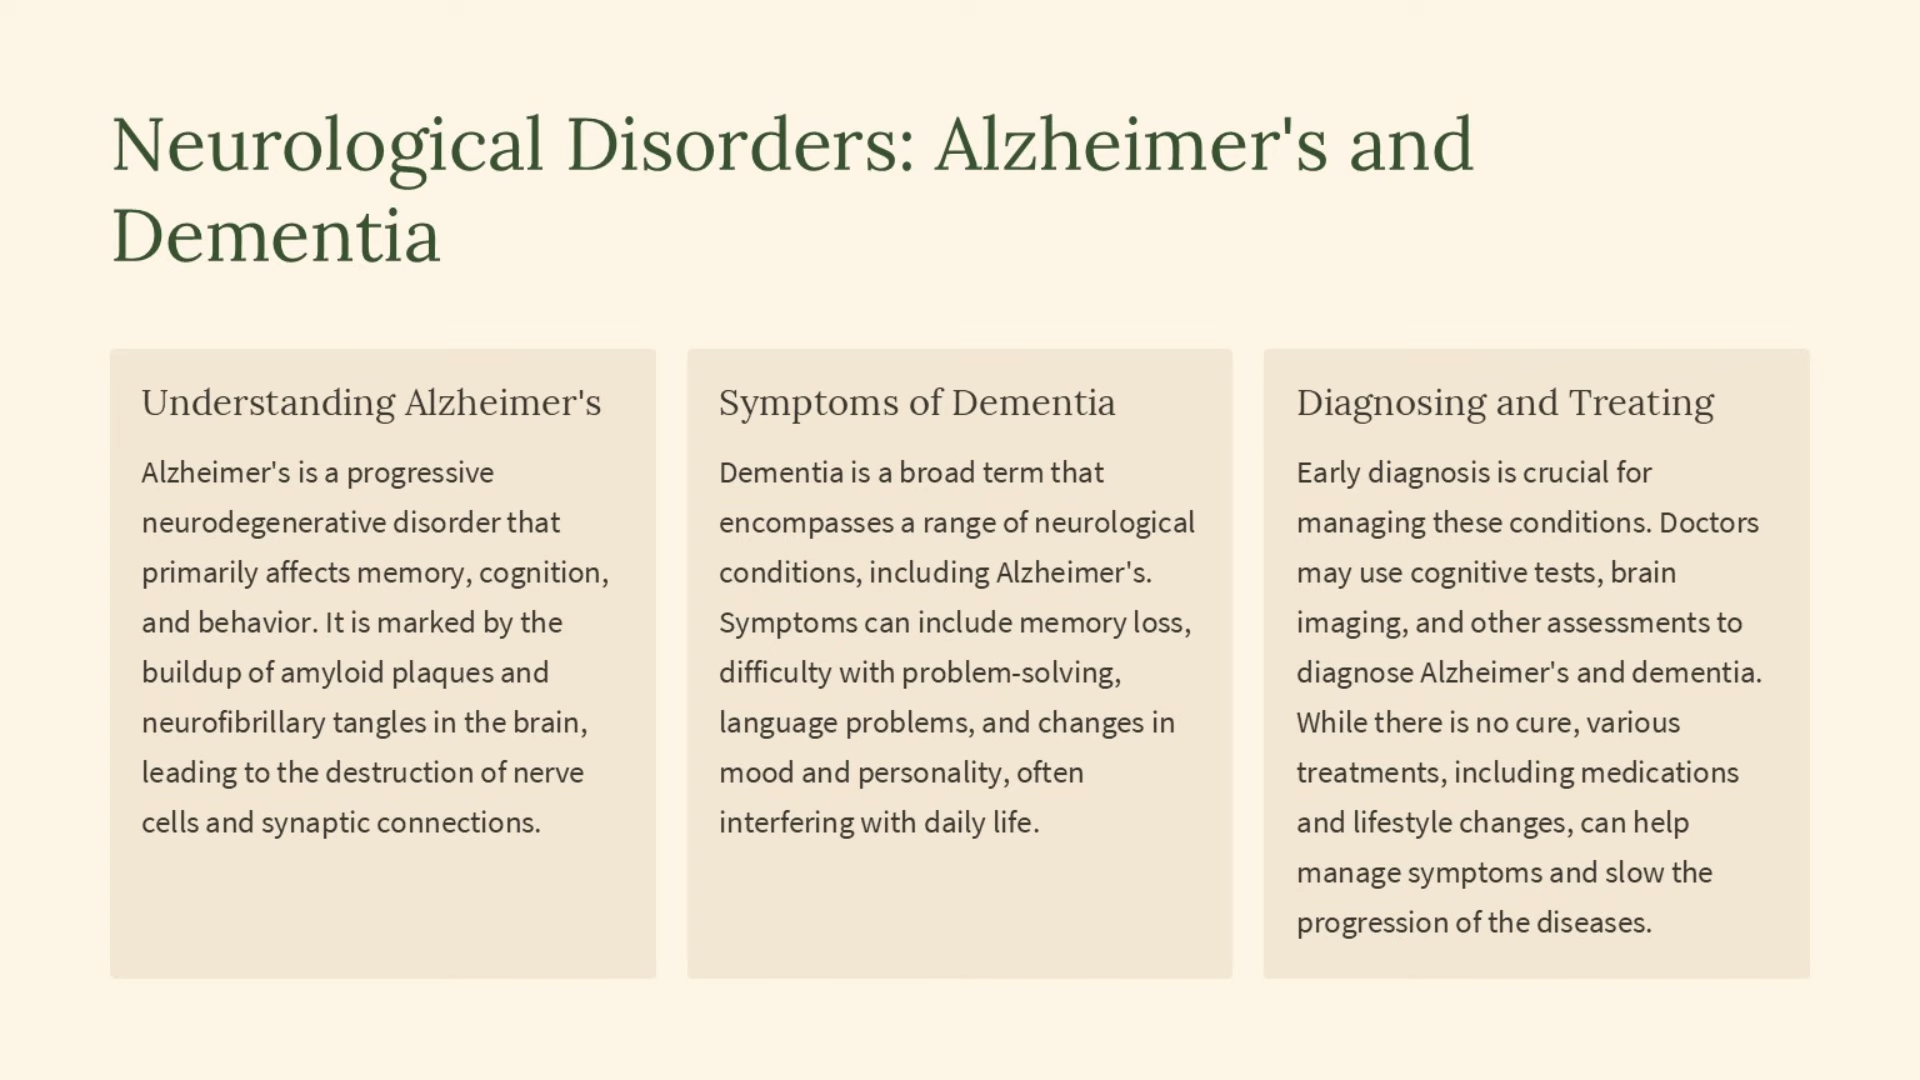 Neurological Disorders: Alzheimer's and
Dementia
Understanding Alzheimer's
Alzheimer's is a progressive
neurodegenerative disorder that
primarily affects memory, cognition,
and behavior. It is marked by the
buildup of amyloid plaques and
neurofibrillary tangles in the brain,
leading to the destruction of nerve
cells and synaptic connections.
Symptoms of Dementia
Dementia is a broad term that
encompasses a range of neurological
conditions, including Alzheimer's.
Symptoms can include memory loss,
difficulty with problem-solving,
language problems, and changes in
mood and personality, often
interfering with daily life.
Diagnosing and Treating
Early diagnosis is crucial for
managing these conditions. Doctors
may use cognitive tests, brain
imaging, and other assessments to
diagnose Alzheimer's and dementia.
While there is no cure, various
treatments, including medications
and lifestyle changes, can help
manage symptoms and slow the
progression of the diseases.